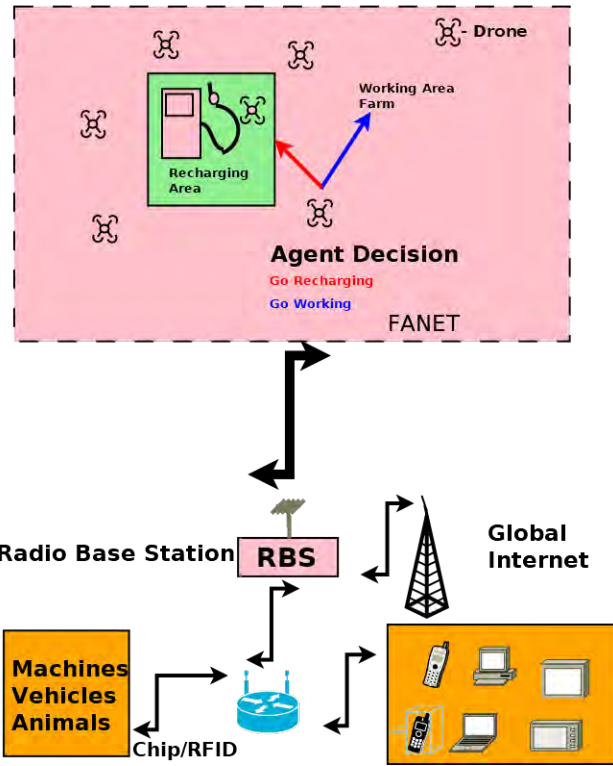 - Drone
Working Area
Farm
Recharging
Area
Agent Decision
Go Recharging
Go Working
FANET
Radio Base Station
RBS
Global
Internet
Machines
Vehicles
Animals
Chip/RFID